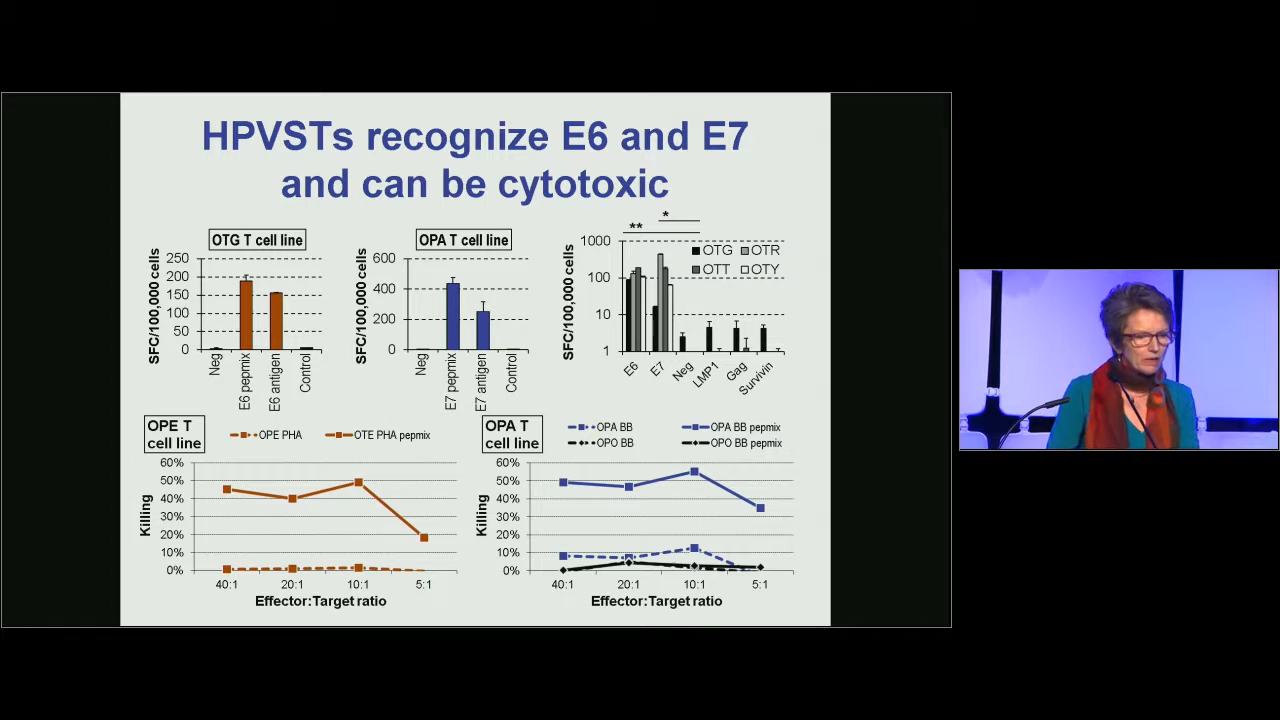 HPVSTs recognize E6 and E7
and can be cytotoxic
OTG T cell line
SFC/100,000 cells
250
200
150
100
50
0
Neg
E6 pepmix
E6 antigen
Control
OPA T cell line
SFC/100,000 cells
600
400
200
0
Neg
E7 pepmix
E7 antigen
Control
*
**
SFC/100,000 cells
1000
100
10
1
OTG OTR
OTT OTY
E6
E7
Neg
LMP1
Gag
Survivin
OPE T
cell line
OPE PHA OTE PHA pepmix
Killing
60%
50%
40%
30%
20%
10%
0%
40:1 20:1 10:1 5:1
Effector:Target ratio
OPA T
cell line
OPA BB OPA BB pepmix
OPO BB OPO BB pepmix
Killing
60%
50%
40%
30%
20%
10%
0%
40:1 20:1 10:1 5:1
Effector:Target ratio